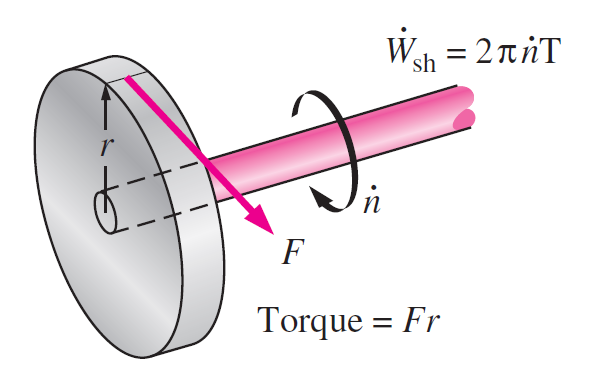 Ẇsh = 2πṅT
r
ṅ
F
Torque = Fr